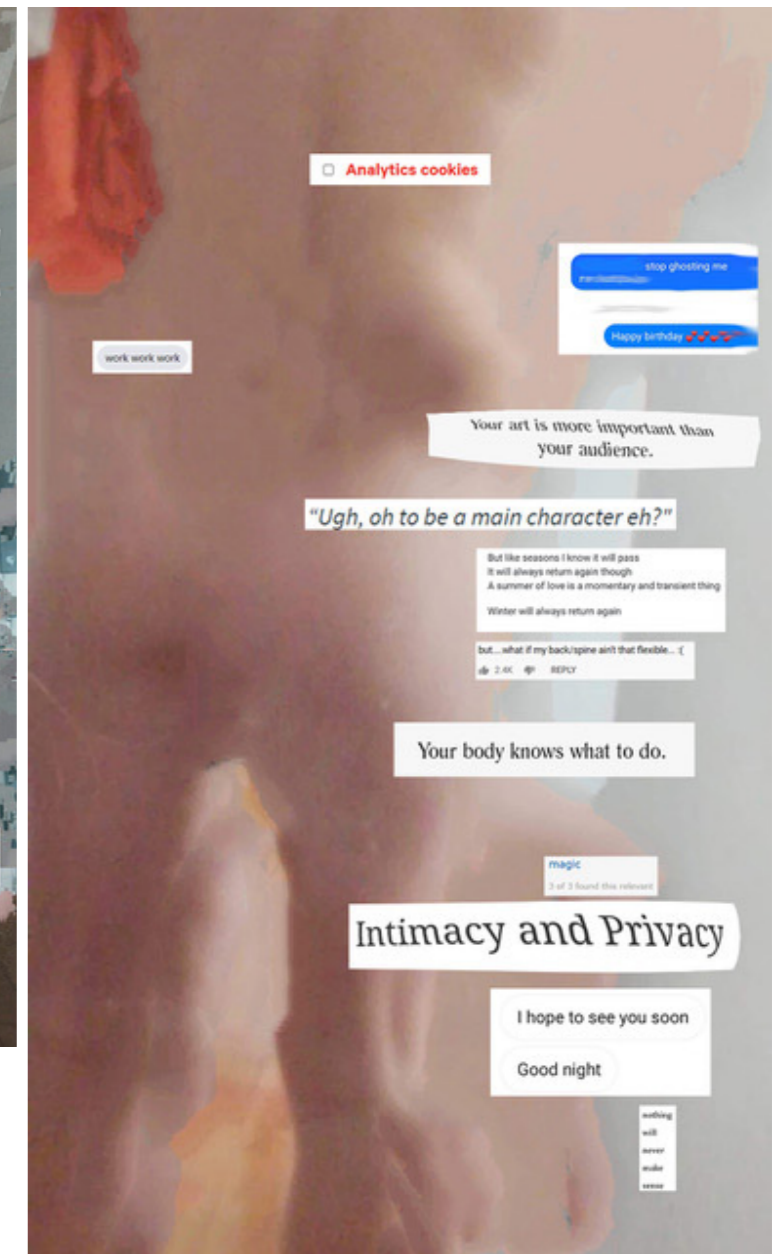 Analytics cookies
stop ghosting me
Happy birthday
work work work
Your art is more important than
your audience.
“Ugh, oh to be a main character eh?”
But like seasons I know it will pass
It will always return again though
A summer of love is a momentary and transient thing
Winter will always return again
but....what if my back/spine ain't that flexible... :(
2.4K REPLY
Your body knows what to do.
magic
3 of 3 found this relevant
Intimacy and Privacy
I hope to see you soon
Good night
nothing
will
never
make
sense